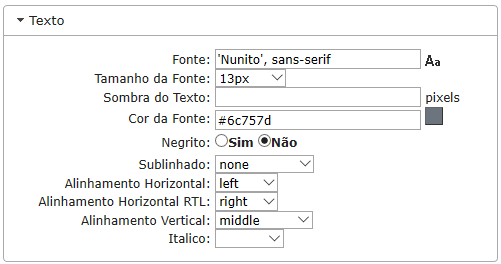 Texto
Fonte: 'Nunito', sans-serif Aa
Tamanho da Fonte: 13px
Sombra do Texto: pixels
Cor da Fonte: #6c757d
Negrito: Sim Não
Sublinhado: none
Alinhamento Horizontal: left
Alinhamento Horizontal RTL: right
Alinhamento Vertical: middle
Italico: